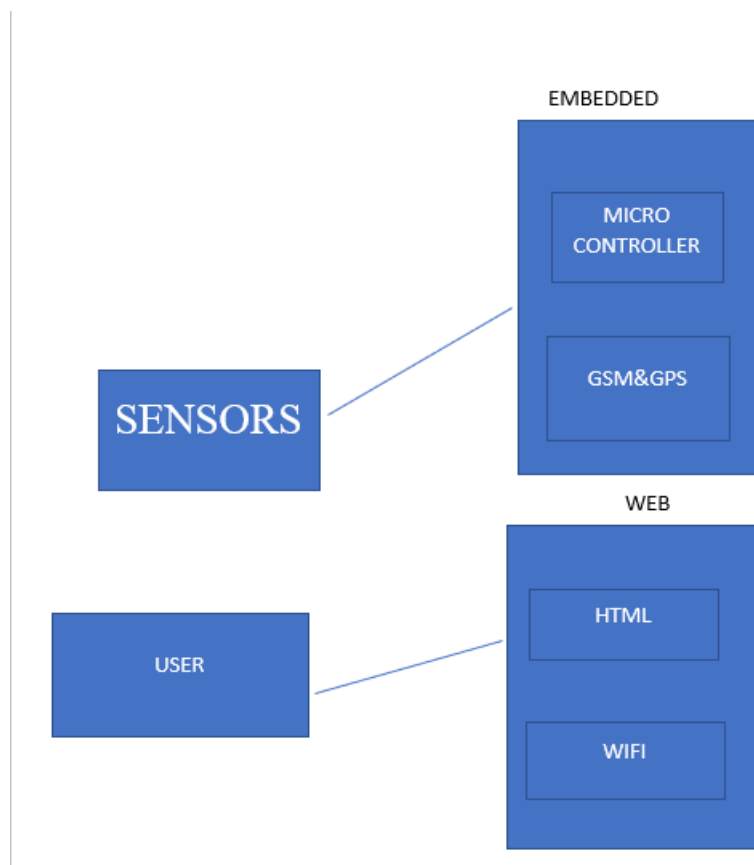 EMBEDDED
MICRO
CONTROLLER
GSM&GPS
SENSORS
WEB
HTML
USER
WIFI